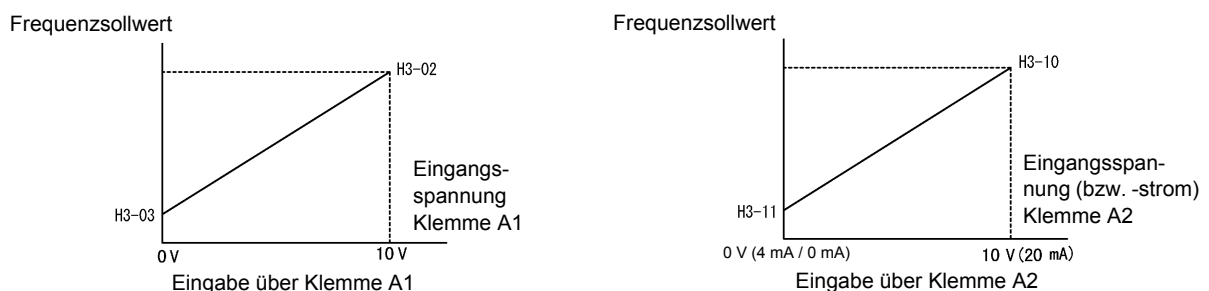 Frequenzsollwert
H3-02
Eingangs-
spannung
Klemme A1
H3-03
0 V
10 V
Eingabe über Klemme A1
Frequenzsollwert
H3-10
Eingangsspan-
nung (bzw. -strom)
Klemme A2
H3-11
0 V (4 mA / 0 mA)
10 V (20 mA)
Eingabe über Klemme A2